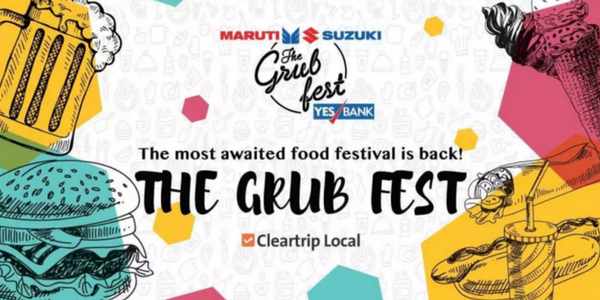 MARUTI SUZUKI
The
Grub
fest
YES BANK
The most awaited food festival is back!
THE GRUB FEST
Cleartrip Local